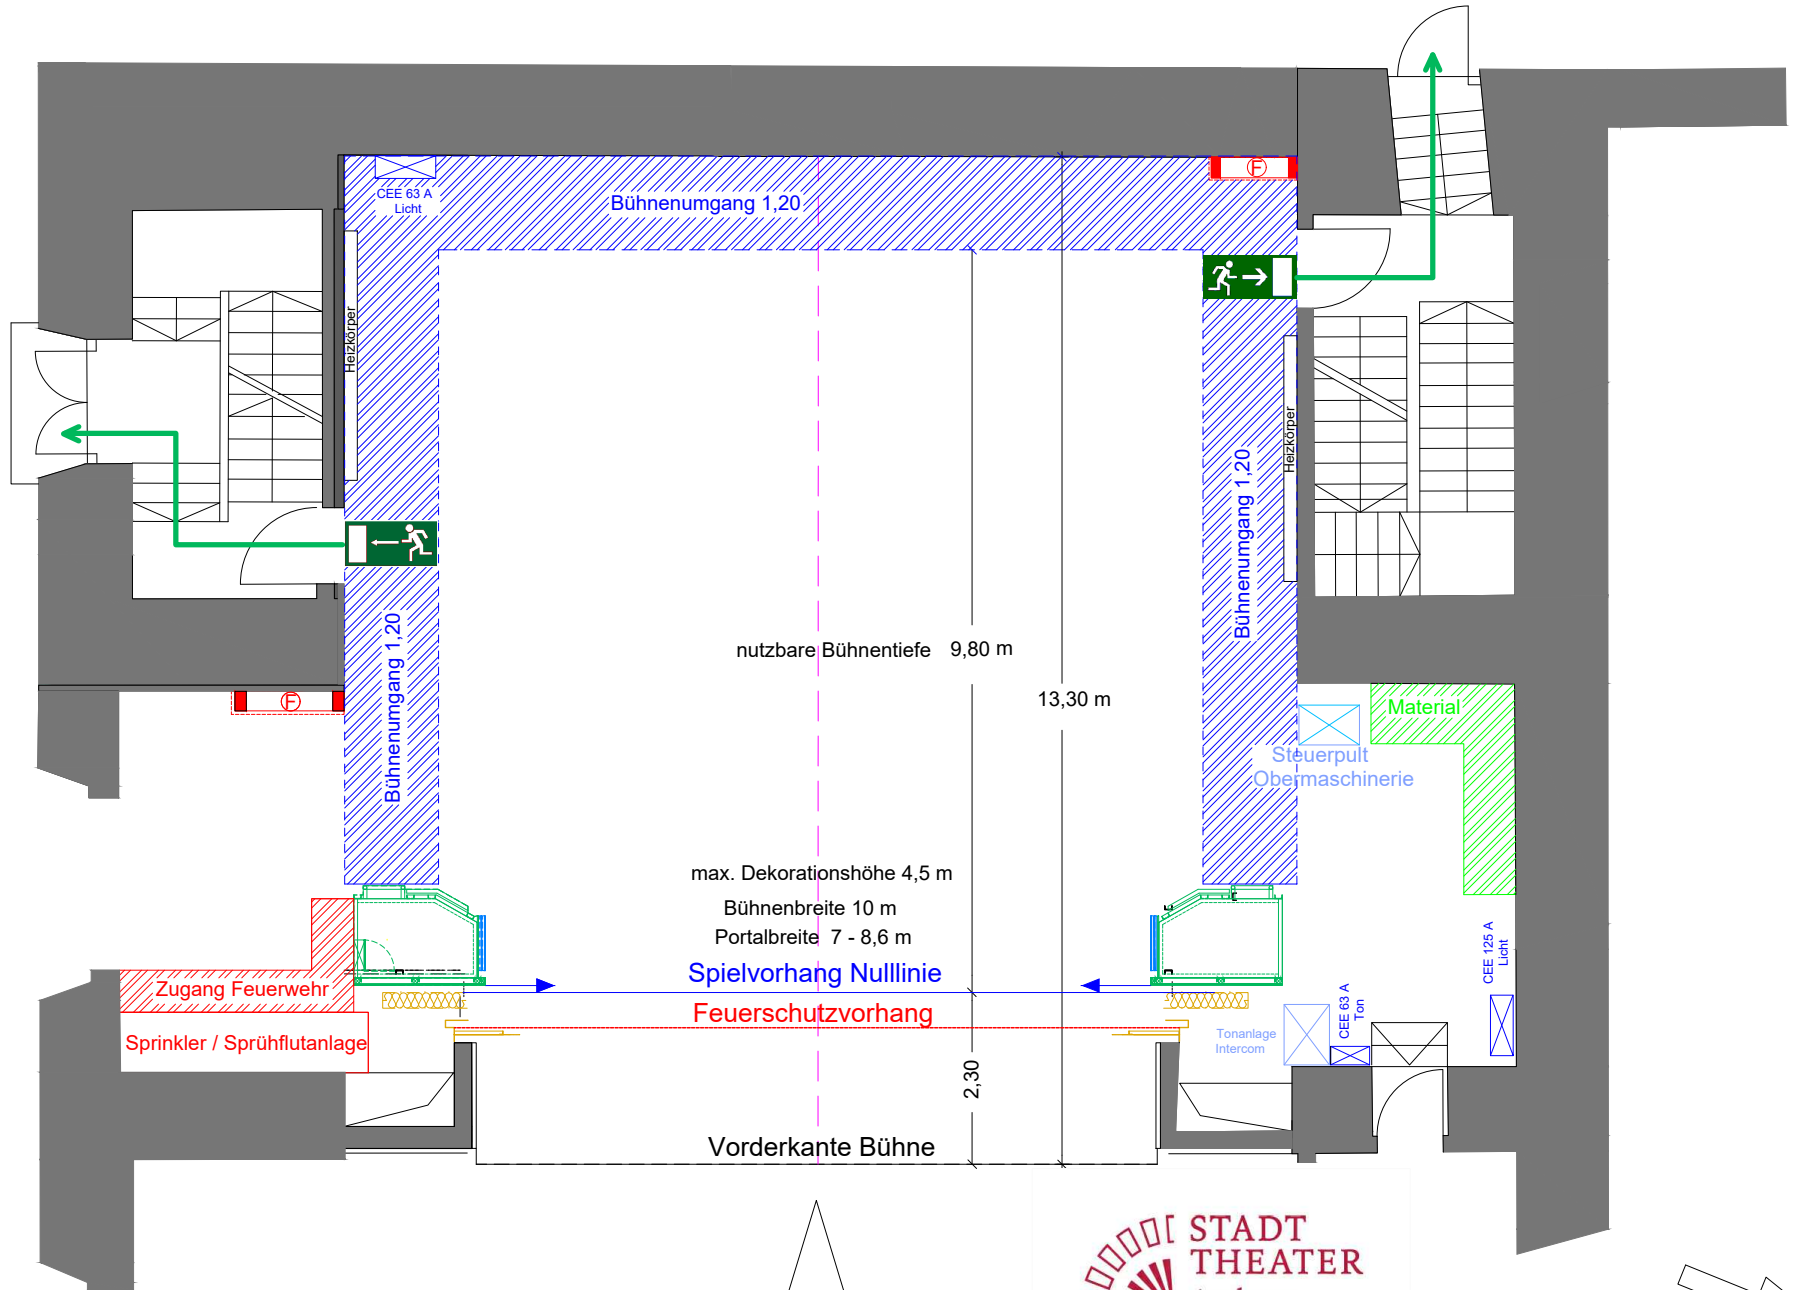 F
CEE 63 A
Licht
Bühnenumgang 1,20
Heizkörper
Heizkörper
Bühnenumgang 1,20
Bühnenumgang 1,20
nutzbare Bühnentiefe 9,80 m
13,30 m
F
Material
Steuerpult
Obermaschinerie
max. Dekorationshöhe 4,5 m
Bühnenbreite 10 m
Portalbreite 7 - 8,6 m
Spielvorhang Nulllinie
Feuerschutzvorhang
Zugang Feuerwehr
Sprinkler / Sprühflutanlage
CEE 125 A
Licht
CEE 63 A
Ton
Tonanlage
Intercom
2,30
Vorderkante Bühne
STADT
THEATER